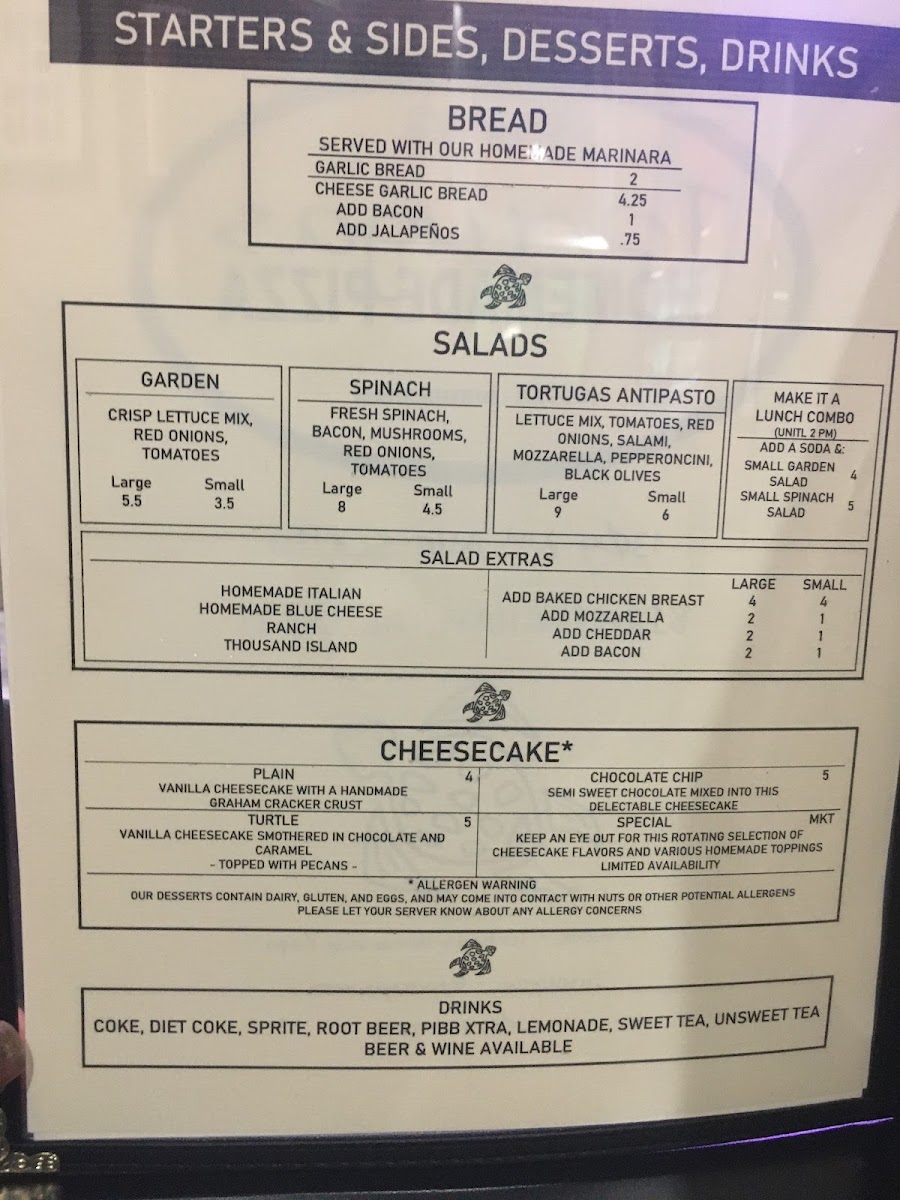 STARTERS & SIDES, DESSERTS, DRINKS
BREAD
SERVED WITH OUR HOMEMADE MARINARA
GARLIC BREAD 2
CHEESE GARLIC BREAD 4.25
ADD BACON 1
ADD JALAPEÑOS .75
SALADS
GARDEN
CRISP LETTUCE MIX,
RED ONIONS,
TOMATOES
Large Small
5.5 3.5
SPINACH
FRESH SPINACH,
BACON, MUSHROOMS,
RED ONIONS,
TOMATOES
Large Small
8 4.5
TORTUGAS ANTIPASTO
LETTUCE MIX, TOMATOES, RED
ONIONS, SALAMI,
MOZZARELLA, PEPPERONCINI,
BLACK OLIVES
Large Small
9 6
MAKE IT A
LUNCH COMBO
(UNITL 2 PM)
ADD A SODA &:
SMALL GARDEN
SALAD 4
SMALL SPINACH
SALAD 5
SALAD EXTRAS
HOMEMADE ITALIAN
HOMEMADE BLUE CHEESE
RANCH
THOUSAND ISLAND
LARGE SMALL
ADD BAKED CHICKEN BREAST 4 4
ADD MOZZARELLA 2 1
ADD CHEDDAR 2 1
ADD BACON 2 1
CHEESECAKE*
PLAIN 4
VANILLA CHEESECAKE WITH A HANDMADE
GRAHAM CRACKER CRUST
CHOCOLATE CHIP 5
SEMI SWEET CHOCOLATE MIXED INTO THIS
DELECTABLE CHEESECAKE
TURTLE 5
VANILLA CHEESECAKE SMOTHERED IN CHOCOLATE AND
CARAMEL
- TOPPED WITH PECANS -
SPECIAL MKT
KEEP AN EYE OUT FOR THIS ROTATING SELECTION OF
CHEESECAKE FLAVORS AND VARIOUS HOMEMADE TOPPINGS
LIMITED AVAILABILITY
* ALLERGEN WARNING
OUR DESSERTS CONTAIN DAIRY, GLUTEN, AND EGGS, AND MAY COME INTO CONTACT WITH NUTS OR OTHER POTENTIAL ALLERGENS
PLEASE LET YOUR SERVER KNOW ABOUT ANY ALLERGY CONCERNS
DRINKS
COKE, DIET COKE, SPRITE, ROOT BEER, PIBB XTRA, LEMONADE, SWEET TEA, UNSWEET TEA
BEER & WINE AVAILABLE